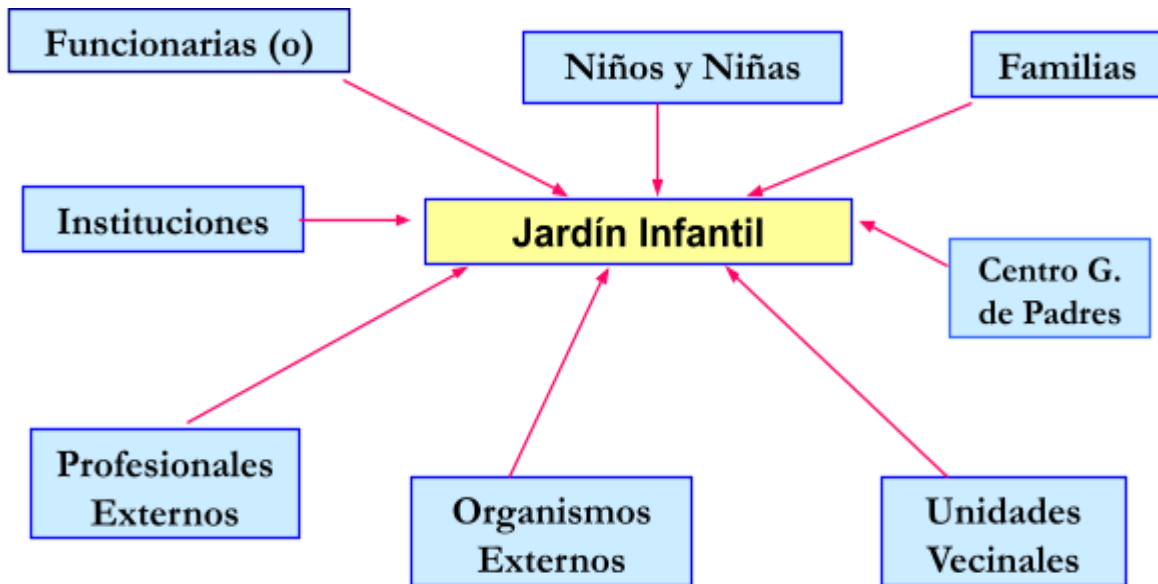 Funcionarias (o)
Niños y Niñas
Familias
Instituciones
Jardín Infantil
Centro G.
de Padres
Profesionales
Externos
Organismos
Externos
Unidades
Vecinales